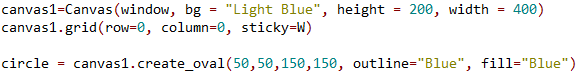 canvas1=Canvas(window, bg = "Light Blue", height = 200, width = 400)
canvas1.grid(row=0, column=0, sticky=W)
circle = canvas1.create_oval(50,50,150,150, outline="Blue", fill="Blue")